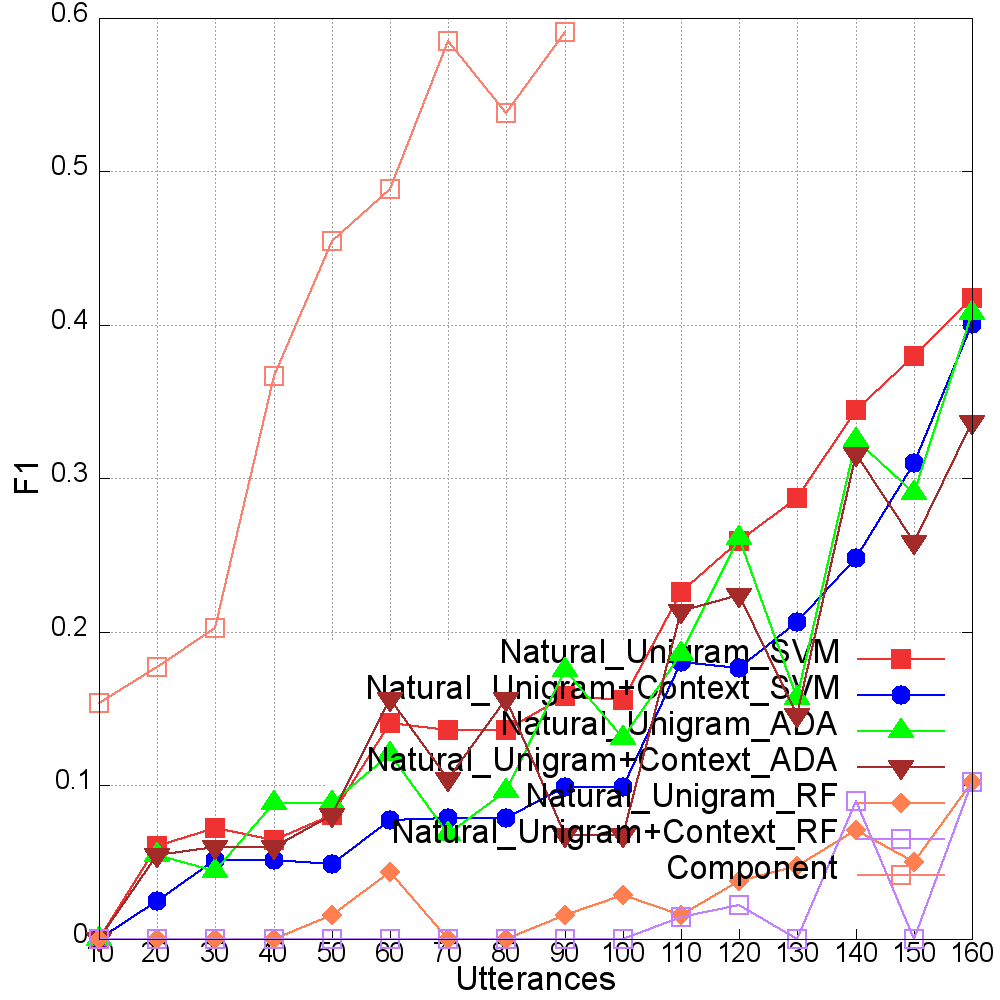 0.6
0.5
0.4
0.3
0.2
0.1
0
F1
Natural_Unigram_SVM
Natural_Unigram+Context_SVM
Natural_Unigram_ADA
Natural_Unigram+Context_ADA
Natural_Unigram_RF
Natural_Unigram+Context_RF
Component
10 20 30 40 50 60 70 80 90 100 110 120 130 140 150 160
Utterances